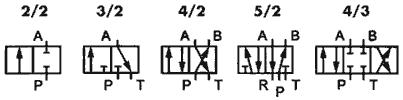 2/2 3/2 4/2 5/2 4/3
A A A B A B A B
P P T P T R P T P T